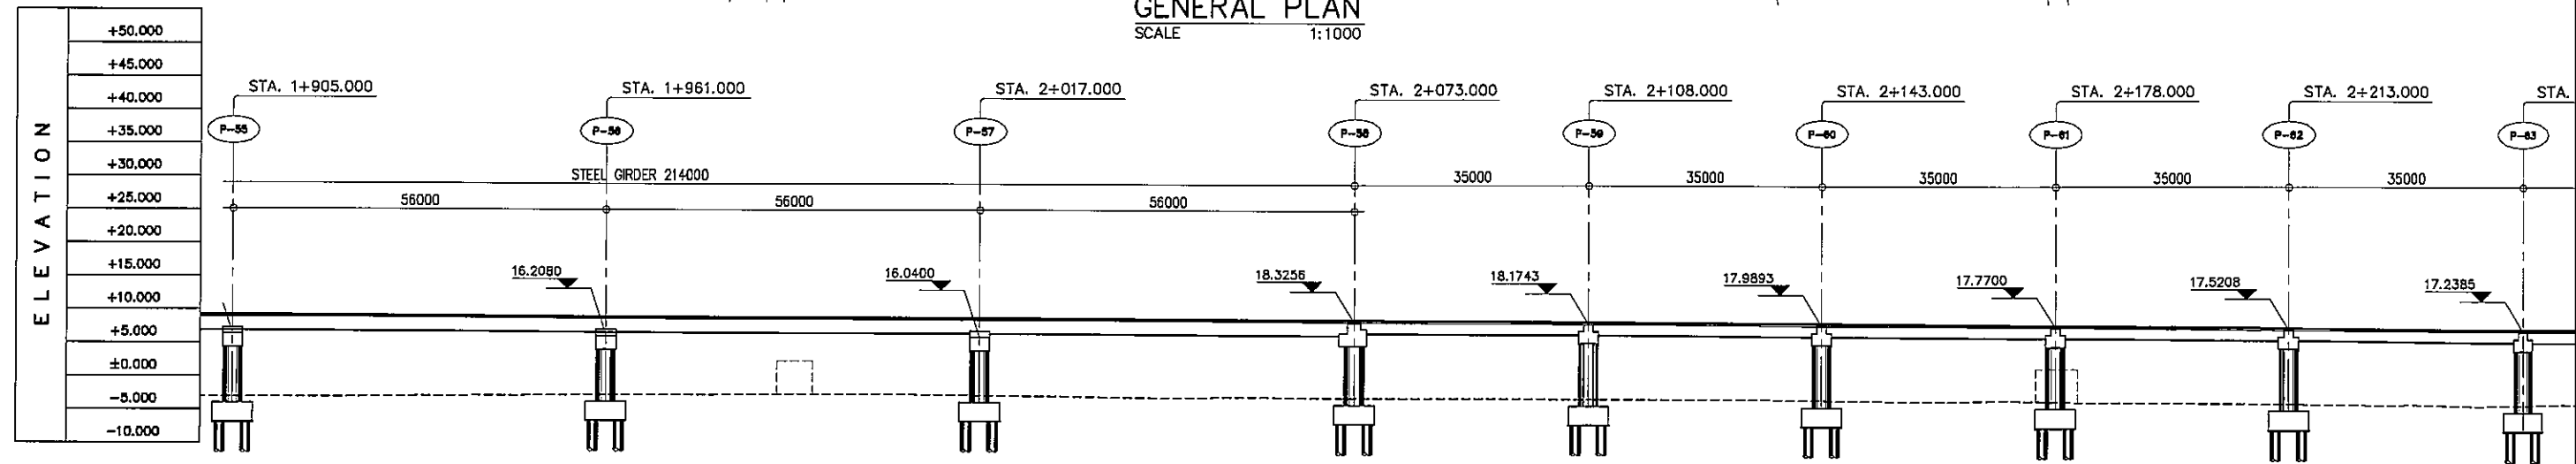 GENERAL PLAN
SCALE 1:1000
ELEVATION
+50.000
+45.000
+40.000
+35.000
+30.000
+25.000
+20.000
+15.000
+10.000
+5.000
±0.000
-5.000
-10.000
STA. 1+905.000
STA. 1+961.000
STA. 2+017.000
STA. 2+073.000
STA. 2+108.000
STA. 2+143.000
STA. 2+178.000
STA. 2+213.000
STA.
P-55
P-56
P-57
P-58
P-59
P-60
P-61
P-62
P-63
STEEL GIRDER 214000
35000
35000
35000
35000
35000
56000
56000
56000
16.2080
16.0400
18.3256
18.1743
17.9893
17.7700
17.5208
17.2385